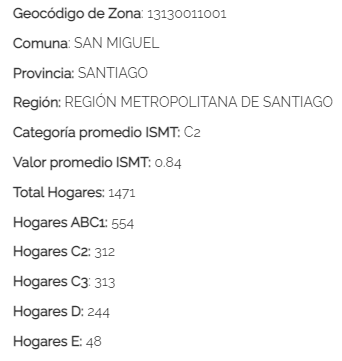 Geocódigo de Zona: 13130011001
Comuna: SAN MIGUEL
Provincia: SANTIAGO
Región: REGIÓN METROPOLITANA DE SANTIAGO
Categoría promedio ISMT: C2
Valor promedio ISMT: 0.84
Total Hogares: 1471
Hogares ABC1: 554
Hogares C2: 312
Hogares C3: 313
Hogares D: 244
Hogares E: 48